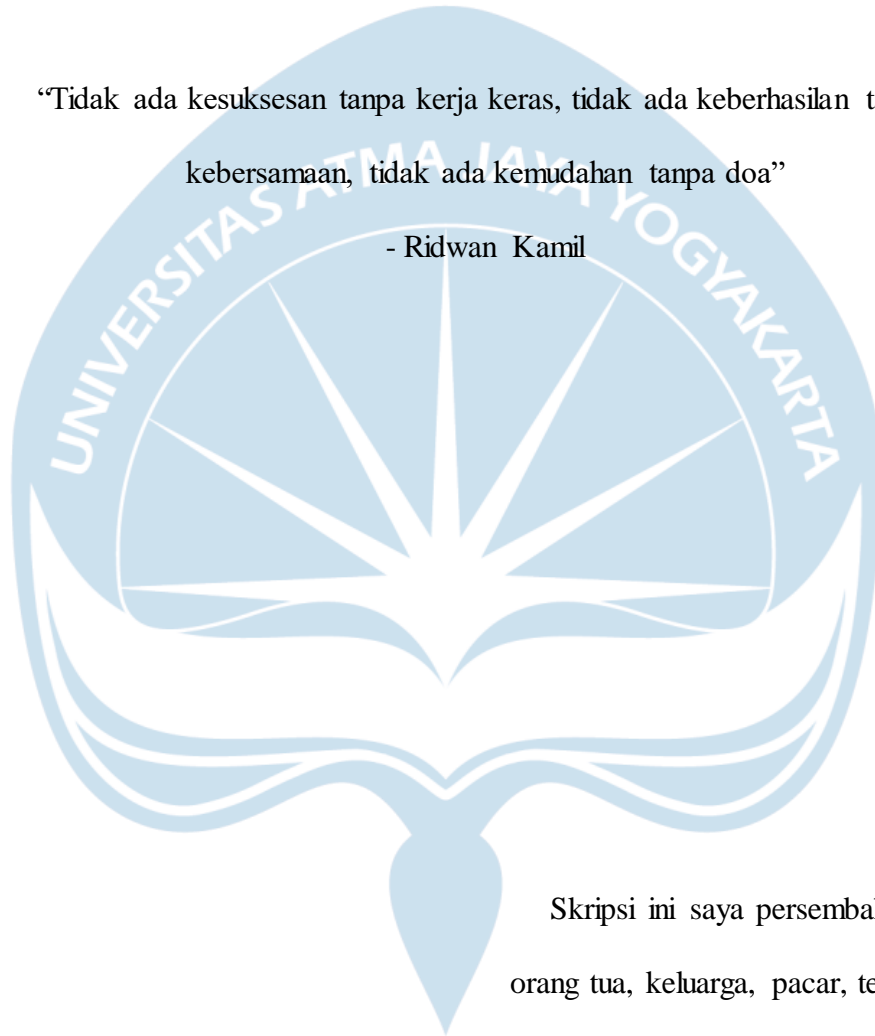 “Tidak ada kesuksesan tanpa kerja keras, tidak ada keberhasilan
kebersamaan, tidak ada kemudahan tanpa doa”
- Ridwan Kamil
UNIVERSITAS ATMA JAYA YOGYAKARTA
Skripsi ini saya
orang tua, keluarga, pacar,